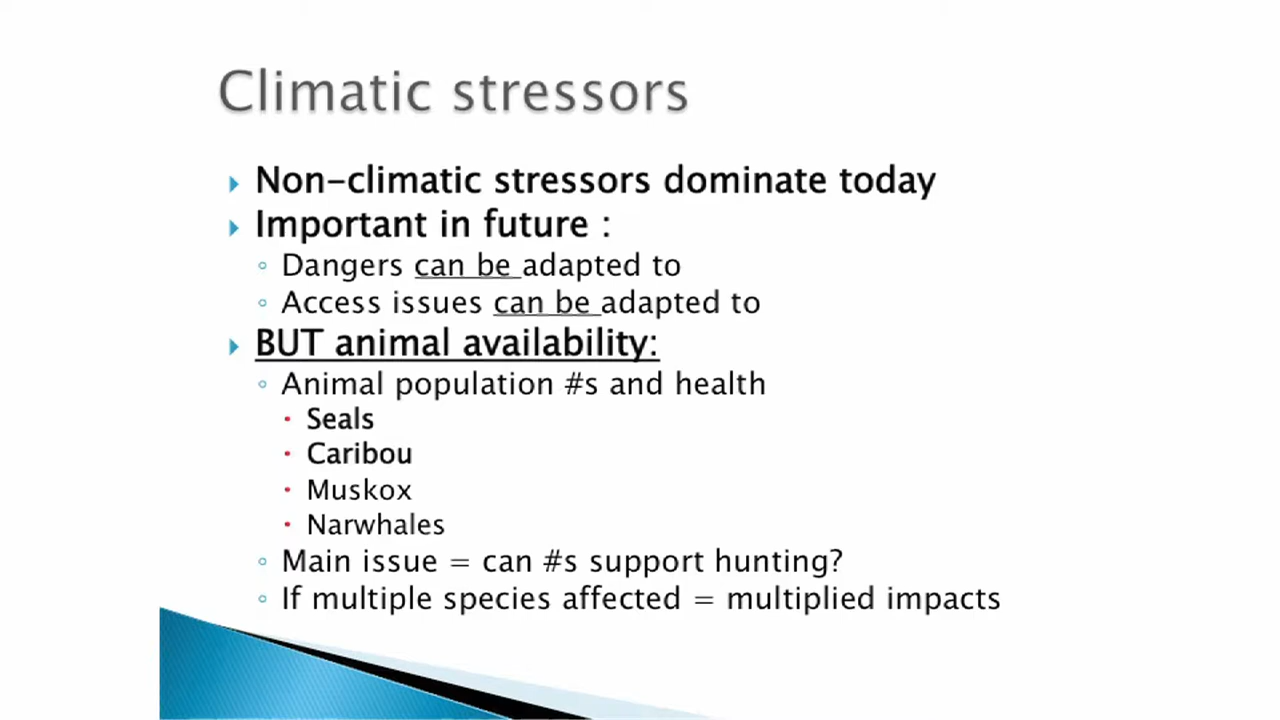 Climatic stressors
Non-climatic stressors dominate today
Important in future :
Dangers can be adapted to
Access issues can be adapted to
BUT animal availability:
Animal population #s and health
Seals
Caribou
Muskox
Narwhales
Main issue = can #s support hunting?
If multiple species affected = multiplied impacts